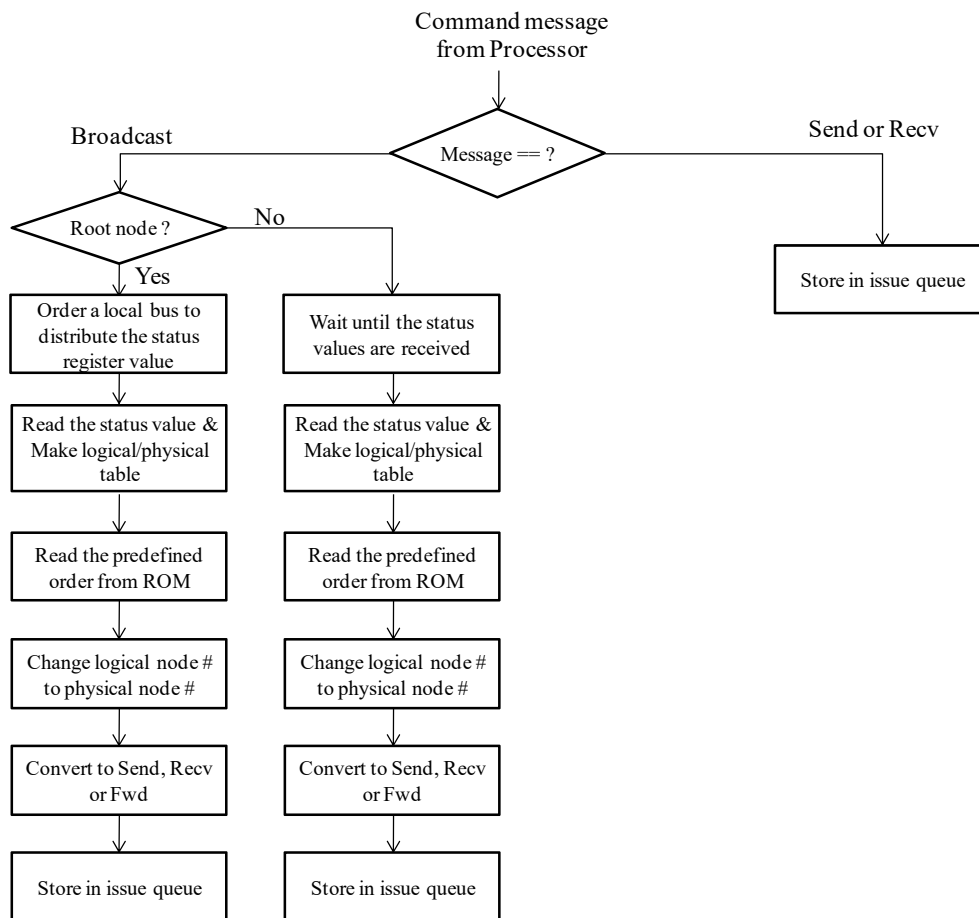 Command message
from Processor
Broadcast
Message == ?
Send or Recv
Root node ?
No
Yes
Store in issue queue
Order a local bus to
distribute the status
register value
Wait until the status
values are received
Read the status value &
Make logical/physical
table
Read the status value &
Make logical/physical
table
Read the predefined
order from ROM
Read the predefined
order from ROM
Change logical node #
to physical node #
Change logical node #
to physical node #
Convert to Send, Recv
or Fwd
Convert to Send, Recv
or Fwd
Store in issue queue
Store in issue queue